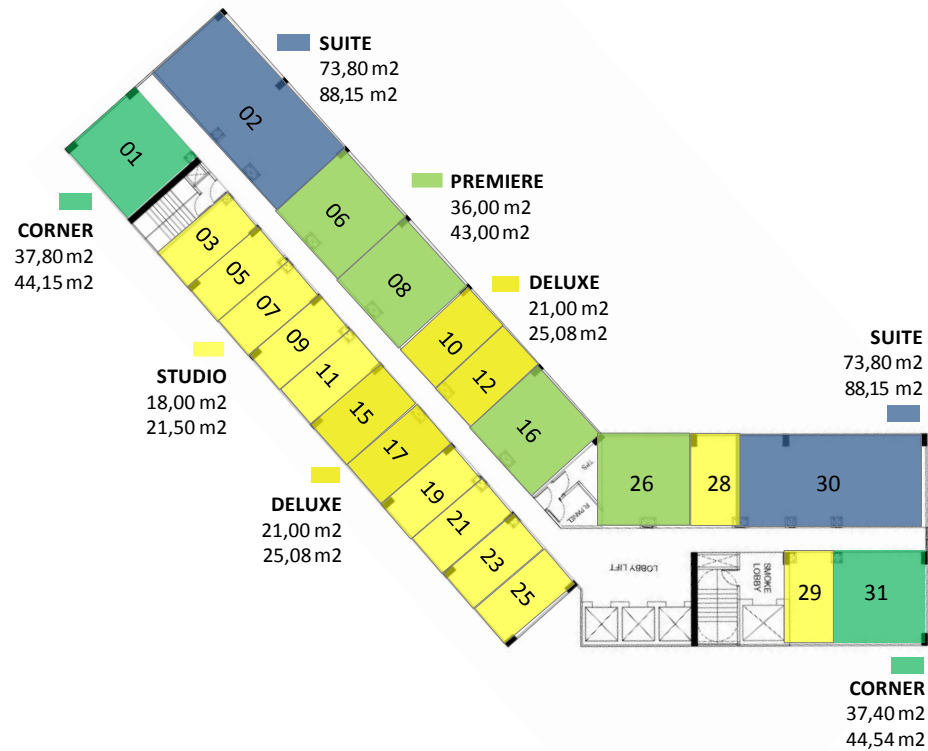 SUITE
73,80 m2
88,15 m2
02
01
PREMIERE
36,00 m2
43,00 m2
06
CORNER
37,80 m2
44,15 m2
03
05
08
DELUXE
21,00 m2
25,08 m2
07
09
10
STUDIO
18,00 m2
21,50 m2
11
12
SUITE
73,80 m2
88,15 m2
15
16
17
TPS
26
28
30
DELUXE
21,00 m2
25,08 m2
19
R.PANEL
21
23
LOBBY LIFT
SMOKE
LOBBY
25
29
31
CORNER
37,40 m2
44,54 m2